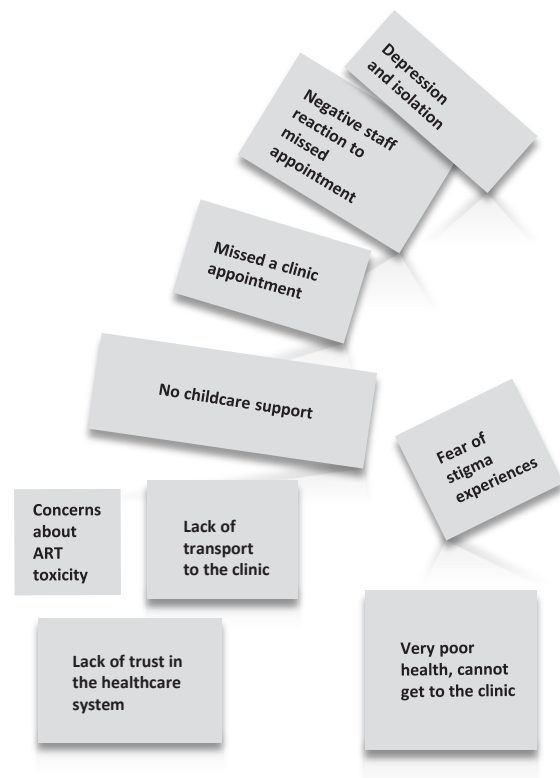 Depression
and isolation
Negative staff
reaction to
missed
appointment
Missed a clinic
appointment
No childcare support
Fear of
stigma
experiences
Concerns
about
ART
toxicity
Lack of
transport
to the clinic
Lack of trust in
the healthcare
system
Very poor
health, cannot
get to the clinic